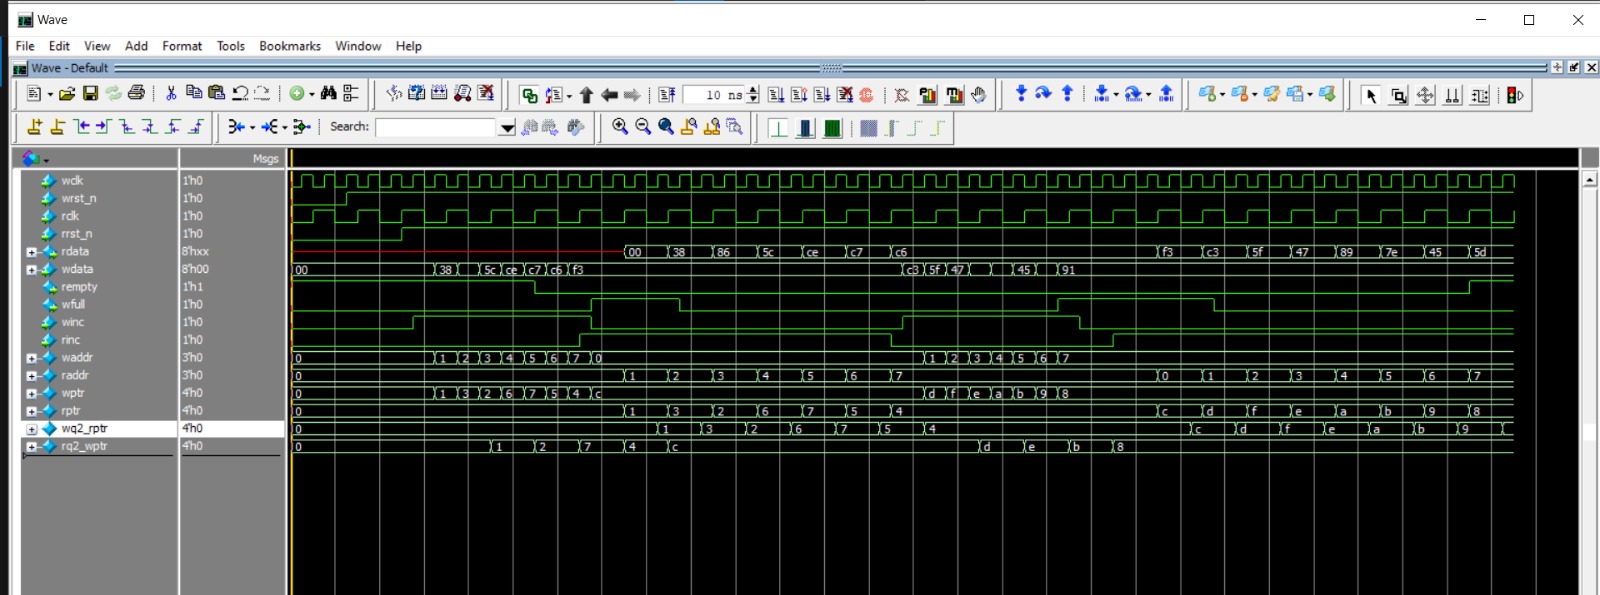 Wave
File Edit View Add Format Tools Bookmarks Window Help
Wave - Default
10 ns
Search:
Msgs
wclk 1'h0
wrst_n 1'h0
rclk 1'h0
rrst_n 1'h0
rdata 8'hxx 00 38 86 5c ce c7 c6 f3 c3 5f 47 89 7e 45 5d
wdata 8'h00 00 38 5c ce c7 c6 f3 c3 5f 47 45 91
rempty 1'h1
wfull 1'h0
winc 1'h0
rinc 1'h0
waddr 3'h0 0 1 2 3 4 5 6 7 0 1 2 3 4 5 6 7
raddr 3'h0 0 1 2 3 4 5 6 7 0 1 2 3 4 5 6 7
wptr 4'h0 0 1 3 2 6 7 5 4 c d f e a b 9 8
rptr 4'h0 0 1 3 2 6 7 5 4 c d f e a b 9 8
wq2_rptr 4'h0 0 1 3 2 6 7 5 4 c d f e a b 9
rq2_wptr 4'h0 0 1 2 7 4 c d e b 8